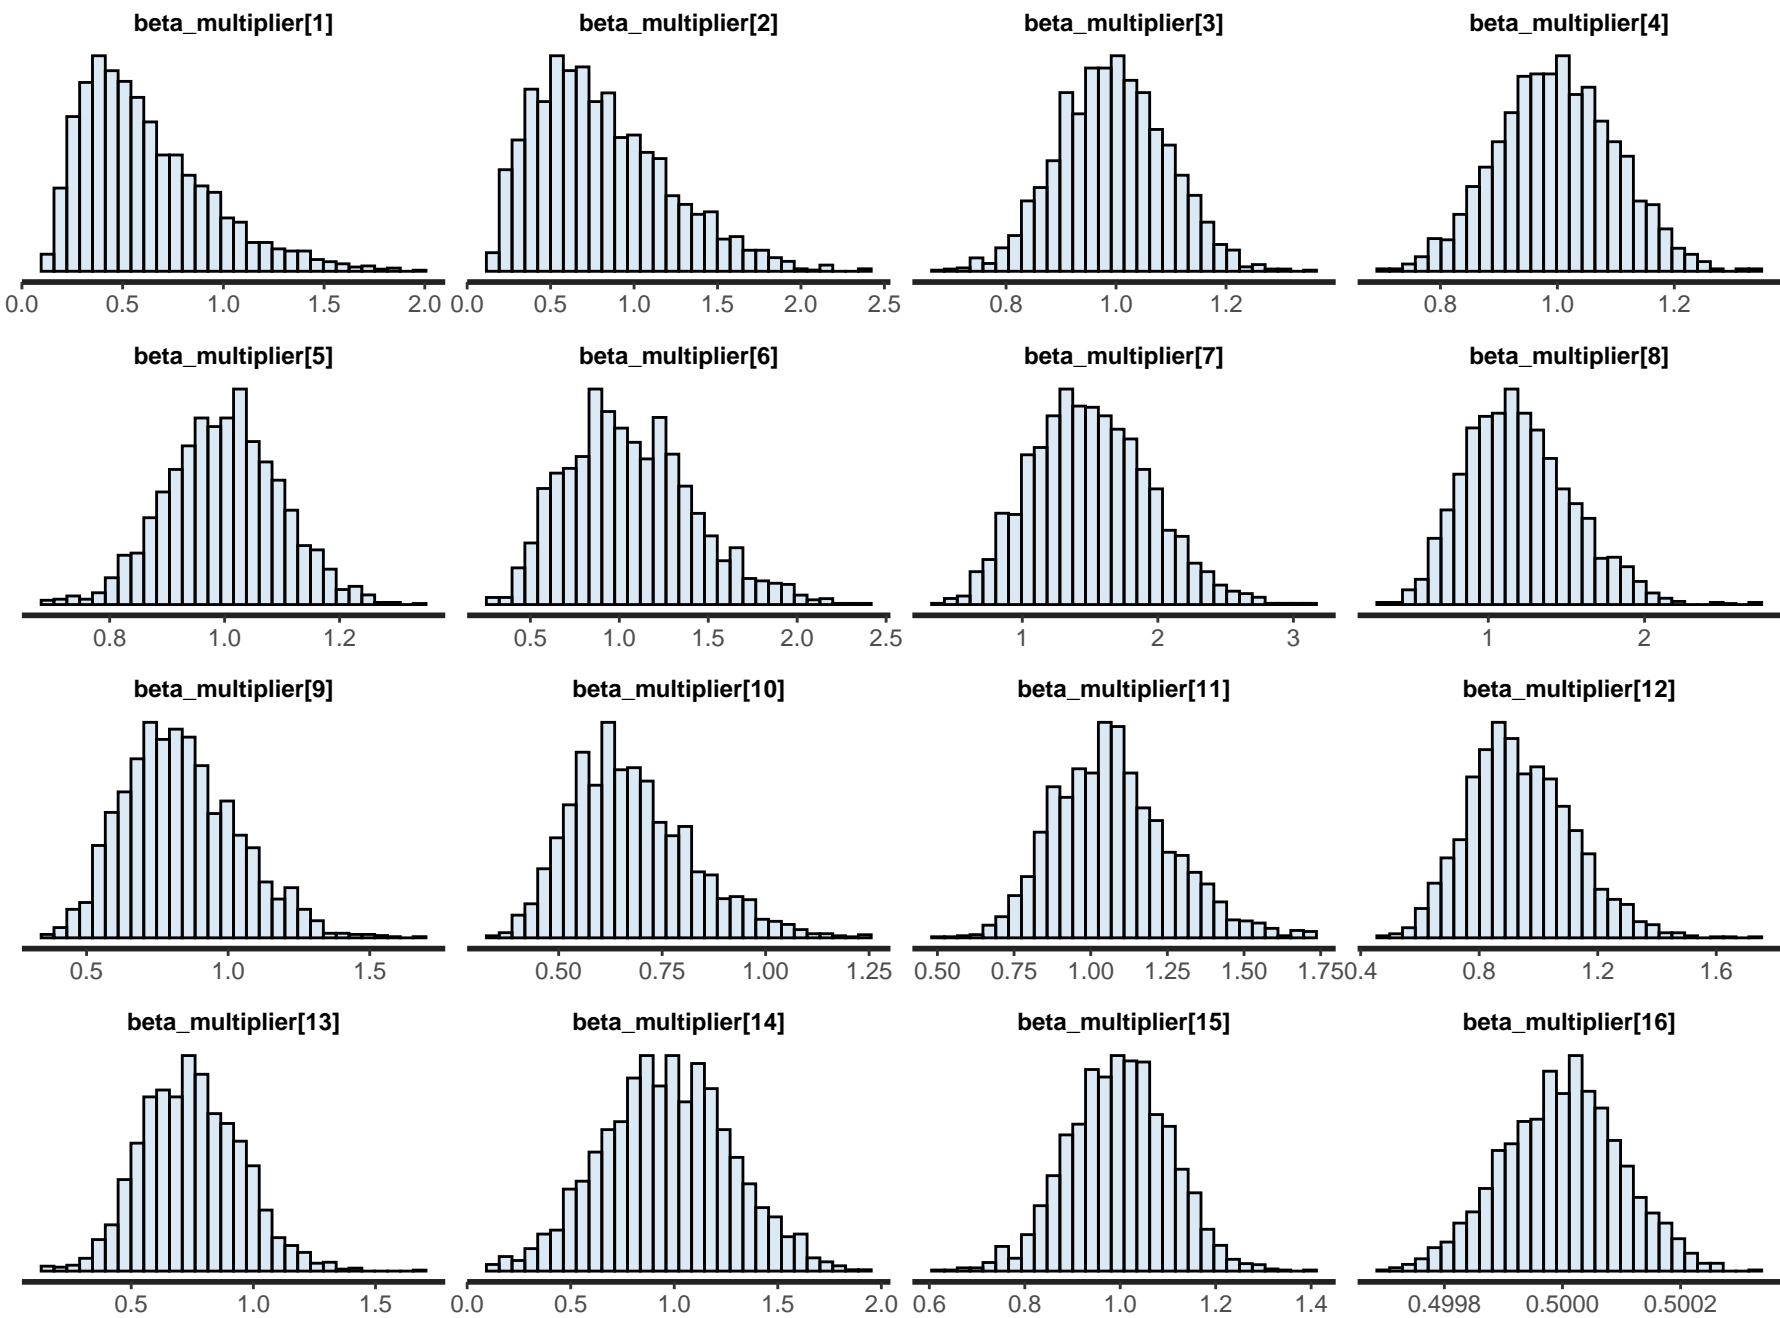 beta_multiplier[1] beta_multiplier[2] beta_multiplier[3] beta_multiplier[4]
0.0 0.5 1.0 1.5 2.0 0.0 0.5 1.0 1.5 2.0 2.5 0.8 1.0 1.2 0.8 1.0 1.2
beta_multiplier[5] beta_multiplier[6] beta_multiplier[7] beta_multiplier[8]
0.8 1.0 1.2 0.5 1.0 1.5 2.0 2.5 1 2 3 1 2
beta_multiplier[9] beta_multiplier[10] beta_multiplier[11] beta_multiplier[12]
0.5 1.0 1.5 0.50 0.75 1.00 1.25 0.50 0.75 1.00 1.25 1.50 1.75 0.4 0.8 1.2 1.6
beta_multiplier[13] beta_multiplier[14] beta_multiplier[15] beta_multiplier[16]
0.5 1.0 1.5 0.0 0.5 1.0 1.5 2.0 0.6 0.8 1.0 1.2 1.4 0.4998 0.5000 0.5002